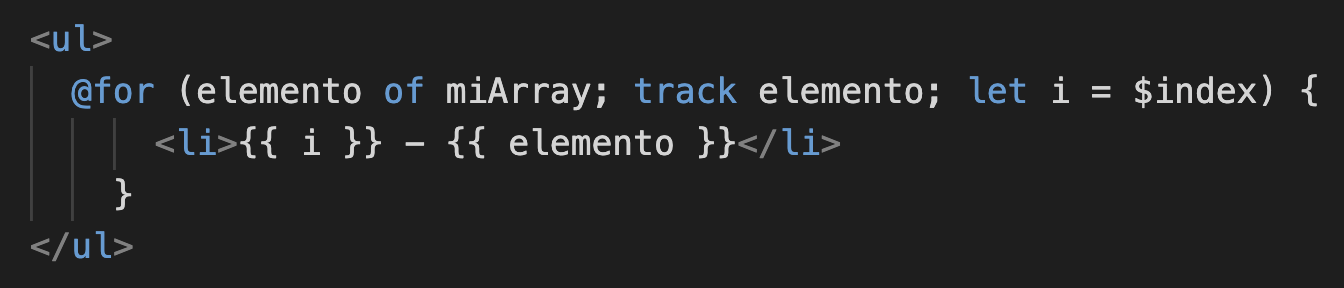 <ul>
@for (elemento of miArray; track elemento; let i = $index) {
<li>{{ i }} - {{ elemento }}</li>
}
</ul>